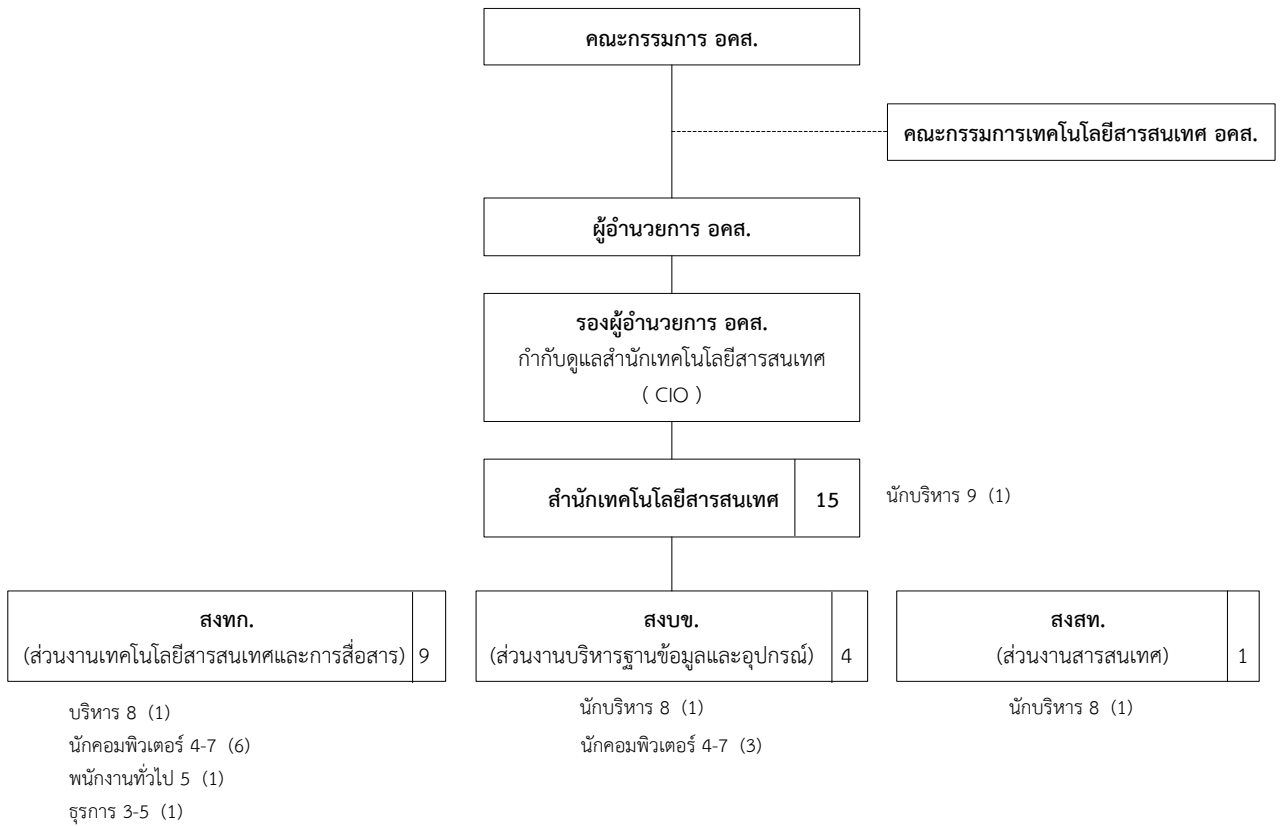 คณะกรรมการ อคส.
คณะกรรมการเทคโนโลยีสารสนเทศ อคส.
ผู้อำนวยการ อคส.
รองผู้อำนวยการ อคส.
กำกับดูแลสำนักเทคโนโลยีสารสนเทศ
( CIO )
สำนักเทคโนโลยีสารสนเทศ 15
นักบริหาร 9 (1)
สงทก.
(ส่วนงานเทคโนโลยีสารสนเทศและการสื่อสาร) 9
บริหาร 8 (1)
นักคอมพิวเตอร์ 4-7 (6)
พนักงานทั่วไป 5 (1)
ธุรการ 3-5 (1)
สงบข.
(ส่วนงานบริหารฐานข้อมูลและอุปกรณ์) 4
นักบริหาร 8 (1)
นักคอมพิวเตอร์ 4-7 (3)
สงสท.
(ส่วนงานสารสนเทศ) 1
นักบริหาร 8 (1)